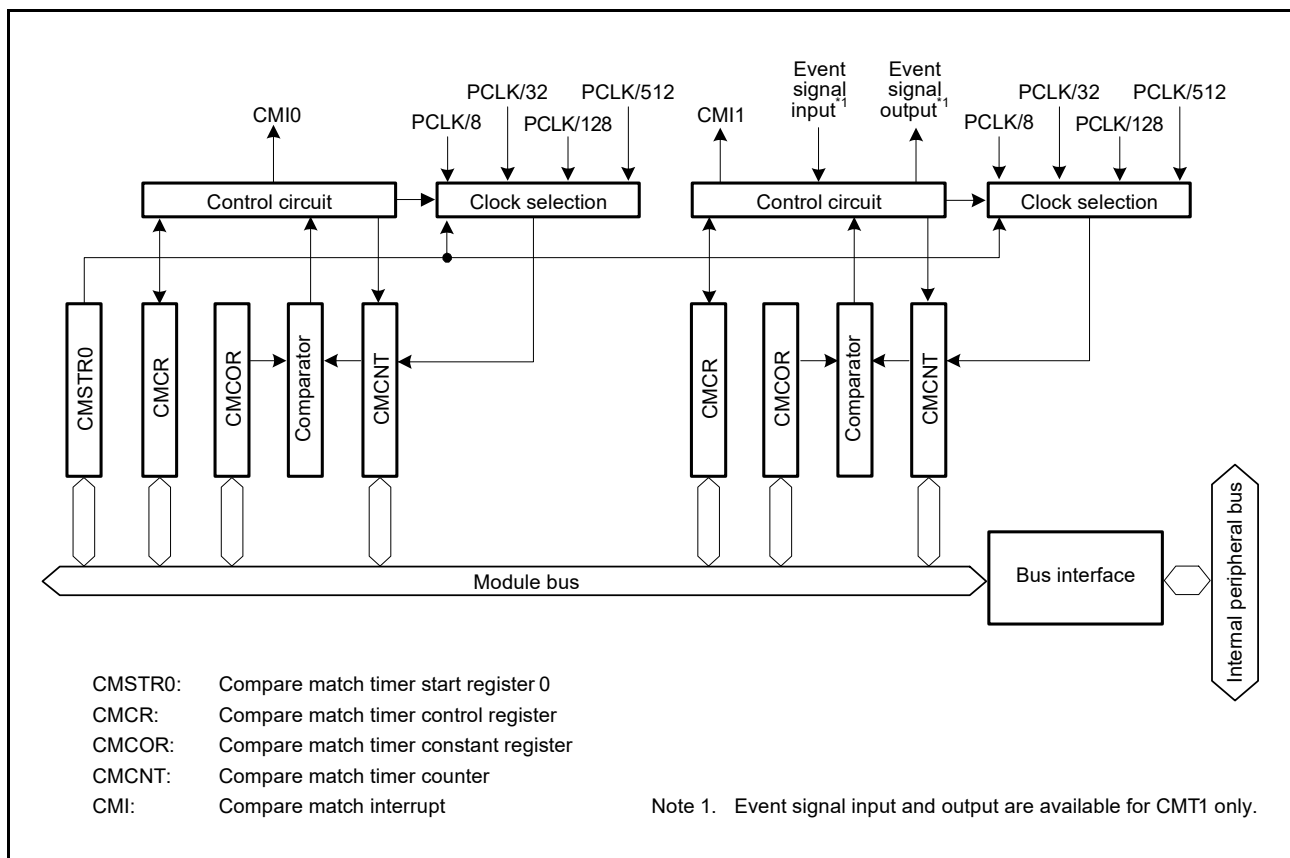 CMI0
PCLK/8
PCLK/32
PCLK/128
PCLK/512
CMI1
Event
signal
input*1
Event
signal
output*1
PCLK/8
PCLK/32
PCLK/128
PCLK/512
Control circuit
Clock selection
Control circuit
Clock selection
CMSTR0
CMCR
CMCOR
Comparator
CMCNT
CMCR
CMCOR
Comparator
CMCNT
Module bus
Bus interface
Internal peripheral bus
CMSTR0: Compare match timer start register 0
CMCR: Compare match timer control register
CMCOR: Compare match timer constant register
CMCNT: Compare match timer counter
CMI: Compare match interrupt
Note 1. Event signal input and output are available for CMT1 only.